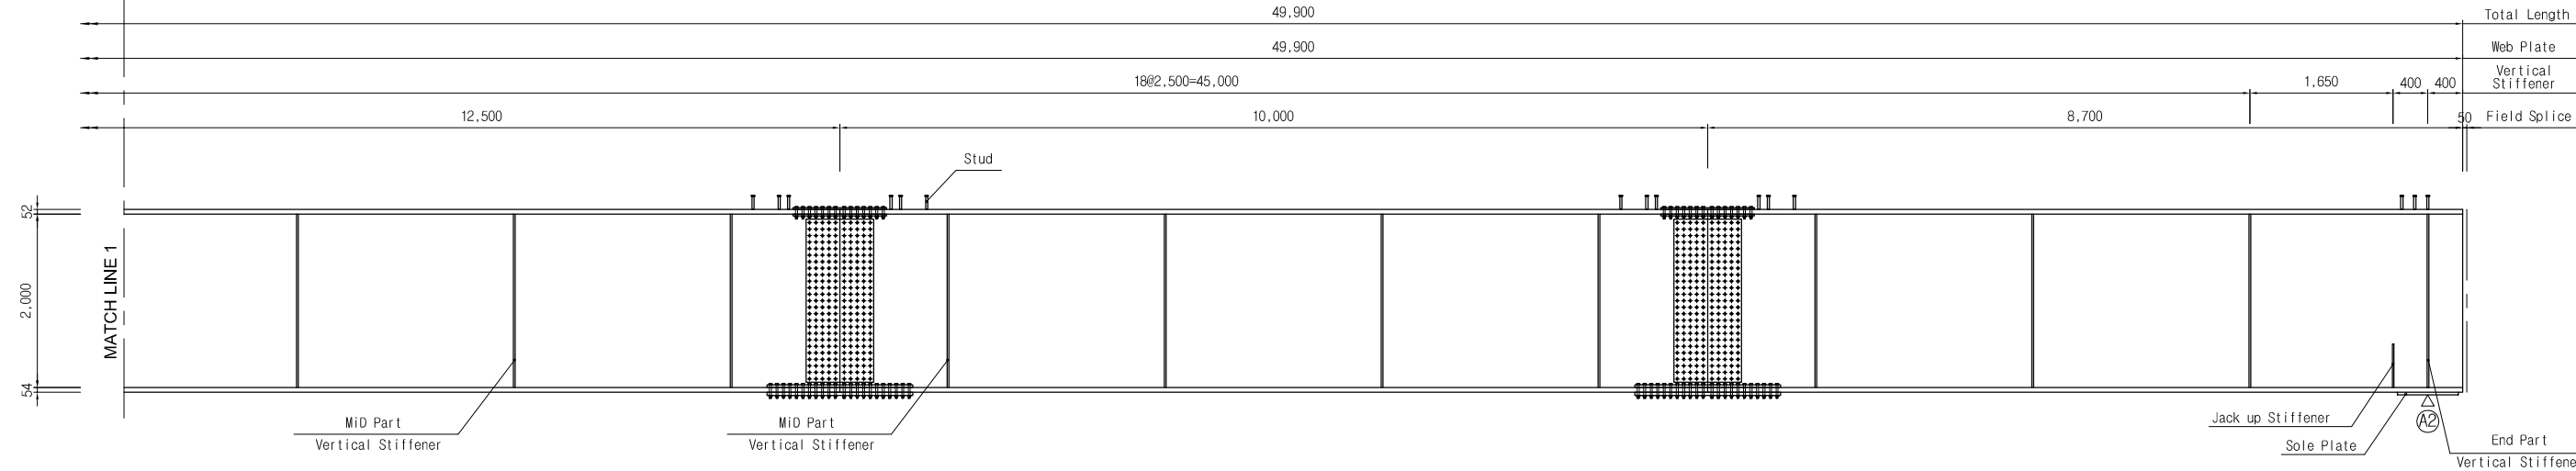 49,900
Total Length
49,900
Web Plate
18@2,500=45,000
1,650
400
400
Vertical
Stiffener
12,500
10,000
8,700
50
Field Splice
Stud
52
2,000
54
MATCH LINE 1
MiD Part
Vertical Stiffener
MiD Part
Vertical Stiffener
Jack up Stiffener
Sole Plate
A2
End Part
Vertical Stiffene